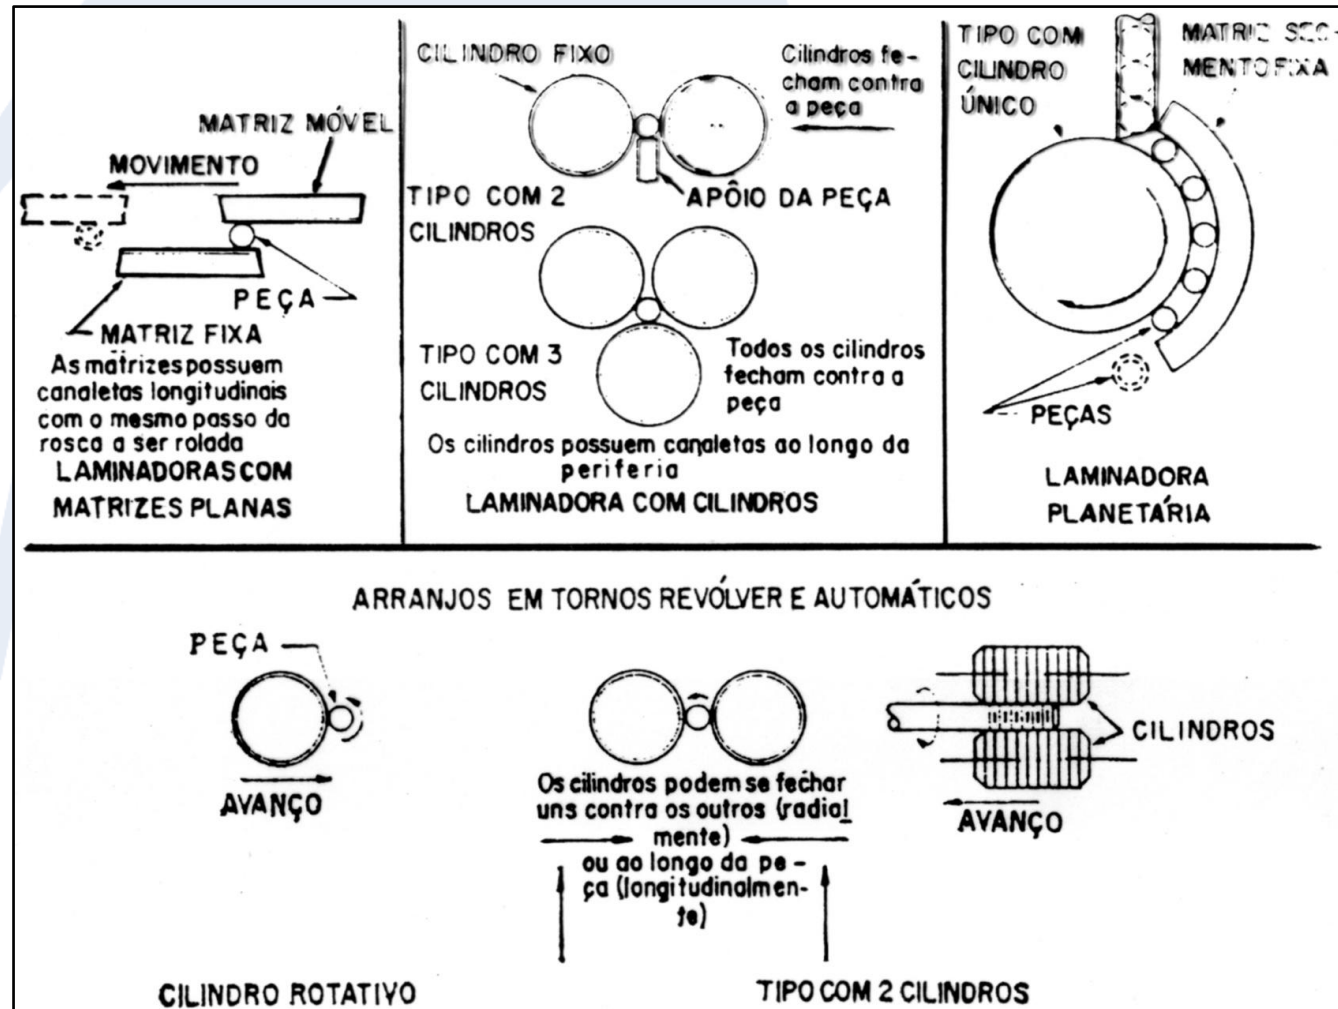 MATRIZ MÓVEL
MOVIMENTO
PEÇA
MATRIZ FIXA
As matrizes possuem
canaletas longitudinais
com o mesmo passo da
rosca a ser rolada
LAMINADORAS COM
MATRIZES PLANAS
CILINDRO FIXO
Cilindros fe-
cham contra
a peça
TIPO COM 2
CILINDROS
APÔIO DA PEÇA
TIPO COM 3
CILINDROS
Todos os cilindros
fecham contra a
peça
Os cilindros possuem canaletas ao longo da
periferia
LAMINADORA COM CILINDROS
TIPO COM
CILINDRO
ÚNICO
MATRIZ SEC-
MENTO FIXA
PEÇAS
LAMINADORA
PLANETÁRIA
ARRANJOS EM TORNOS REVÓLVER E AUTOMÁTICOS
PEÇA
AVANÇO
CILINDRO ROTATIVO
Os cilindros podem se fechar
uns contra os outros (radial
mente)
ou ao longo da pe-
ça (longitudinalmen-
te)
CILINDROS
AVANÇO
TIPO COM 2 CILINDROS